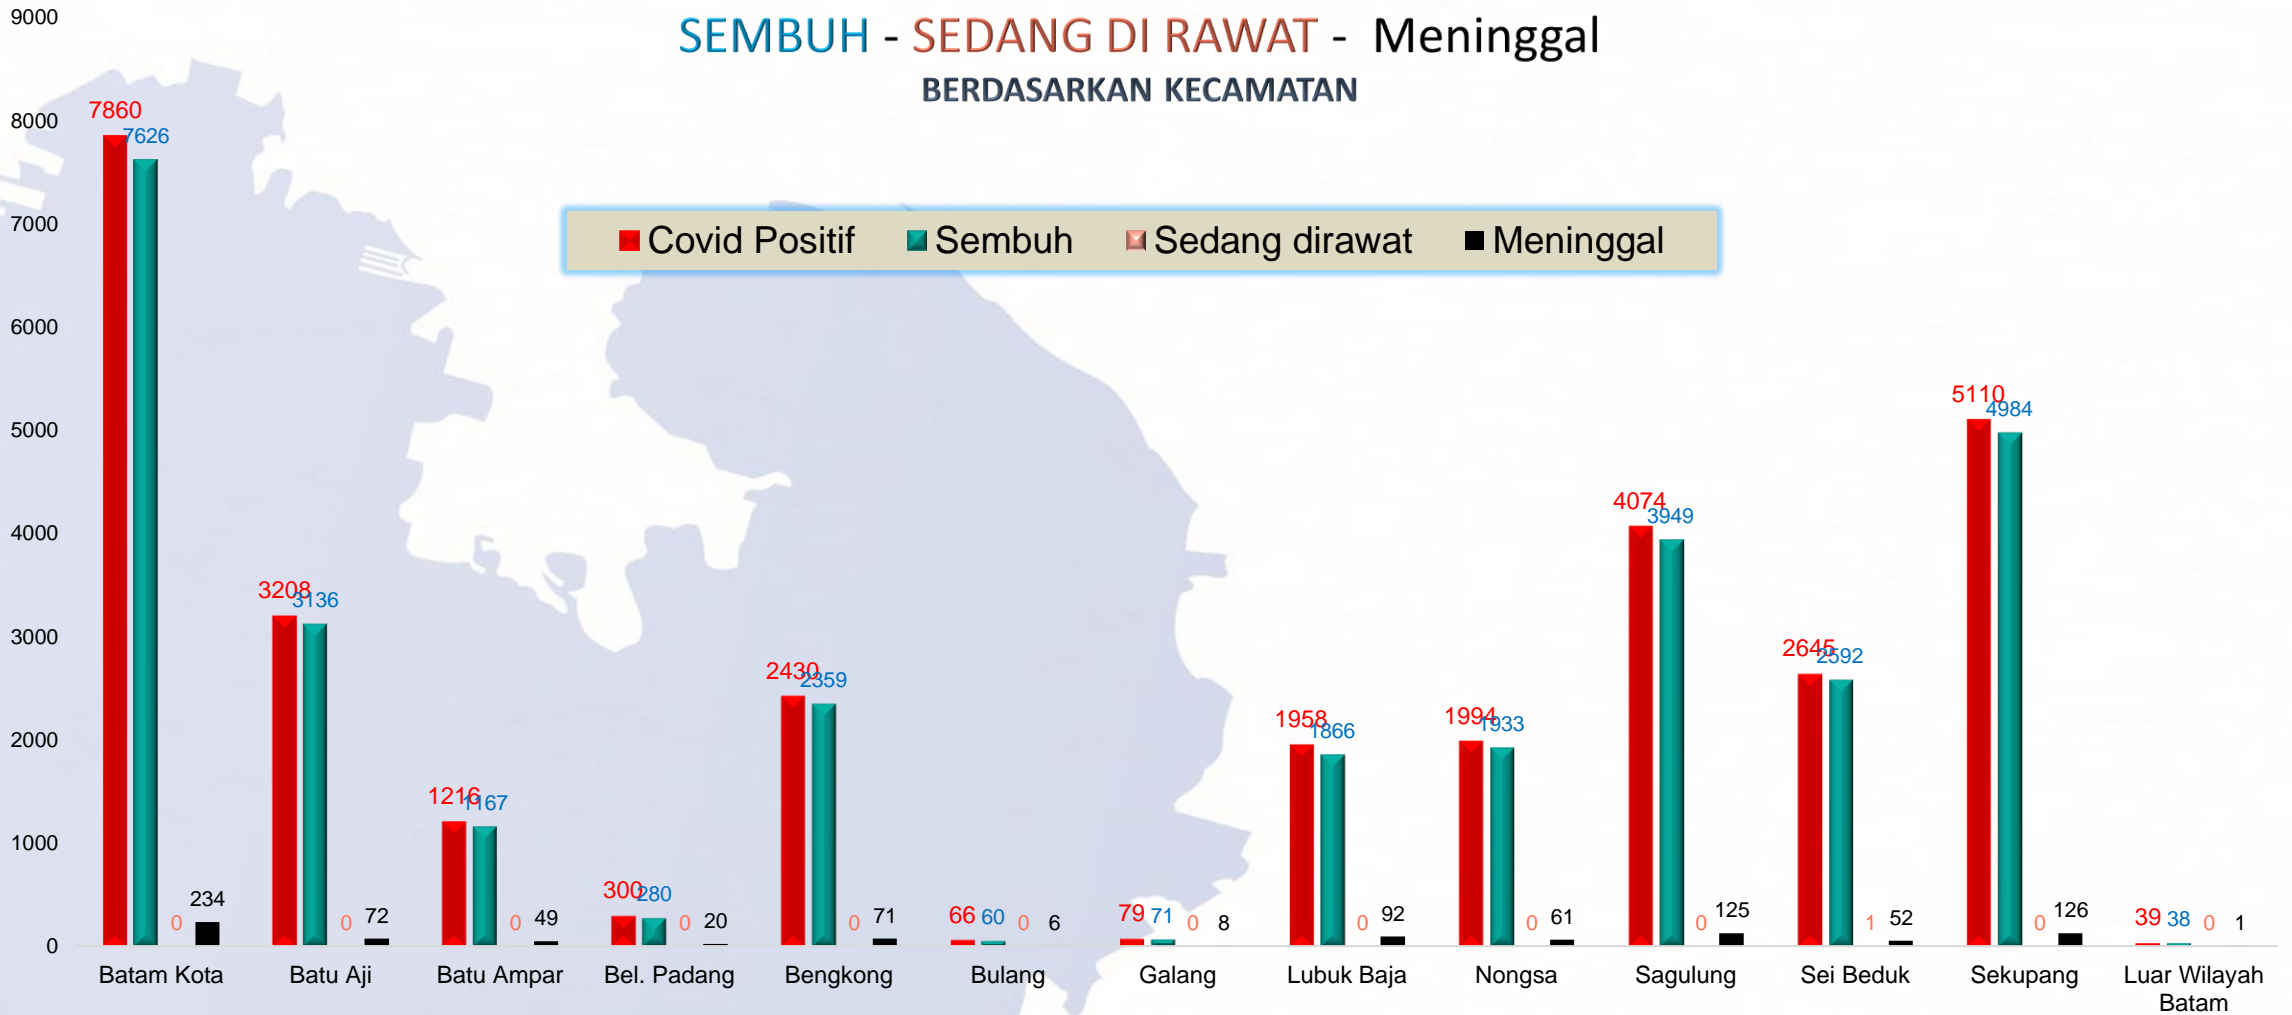 SEMBUH - SEDANG DI RAWAT - Meninggal
BERDASARKAN KECAMATAN
Covid Positif Sembuh Sedang dirawat Meninggal
9000
8000
7000
6000
5000
4000
3000
2000
1000
0
7860 7626 0 234
3208 3136 0 72
1216 1167 0 49
300 280 0 20
2430 2359 0 71
66 60 0 6
79 71 0 8
1958 1866 0 92
1994 1933 0 61
4074 3949 0 125
2645 2592 1 52
5110 4984 0 126
39 38 0 1
Batam Kota
Batu Aji
Batu Ampar
Bel. Padang
Bengkong
Bulang
Galang
Lubuk Baja
Nongsa
Sagulung
Sei Beduk
Sekupang
Luar Wilayah
Batam